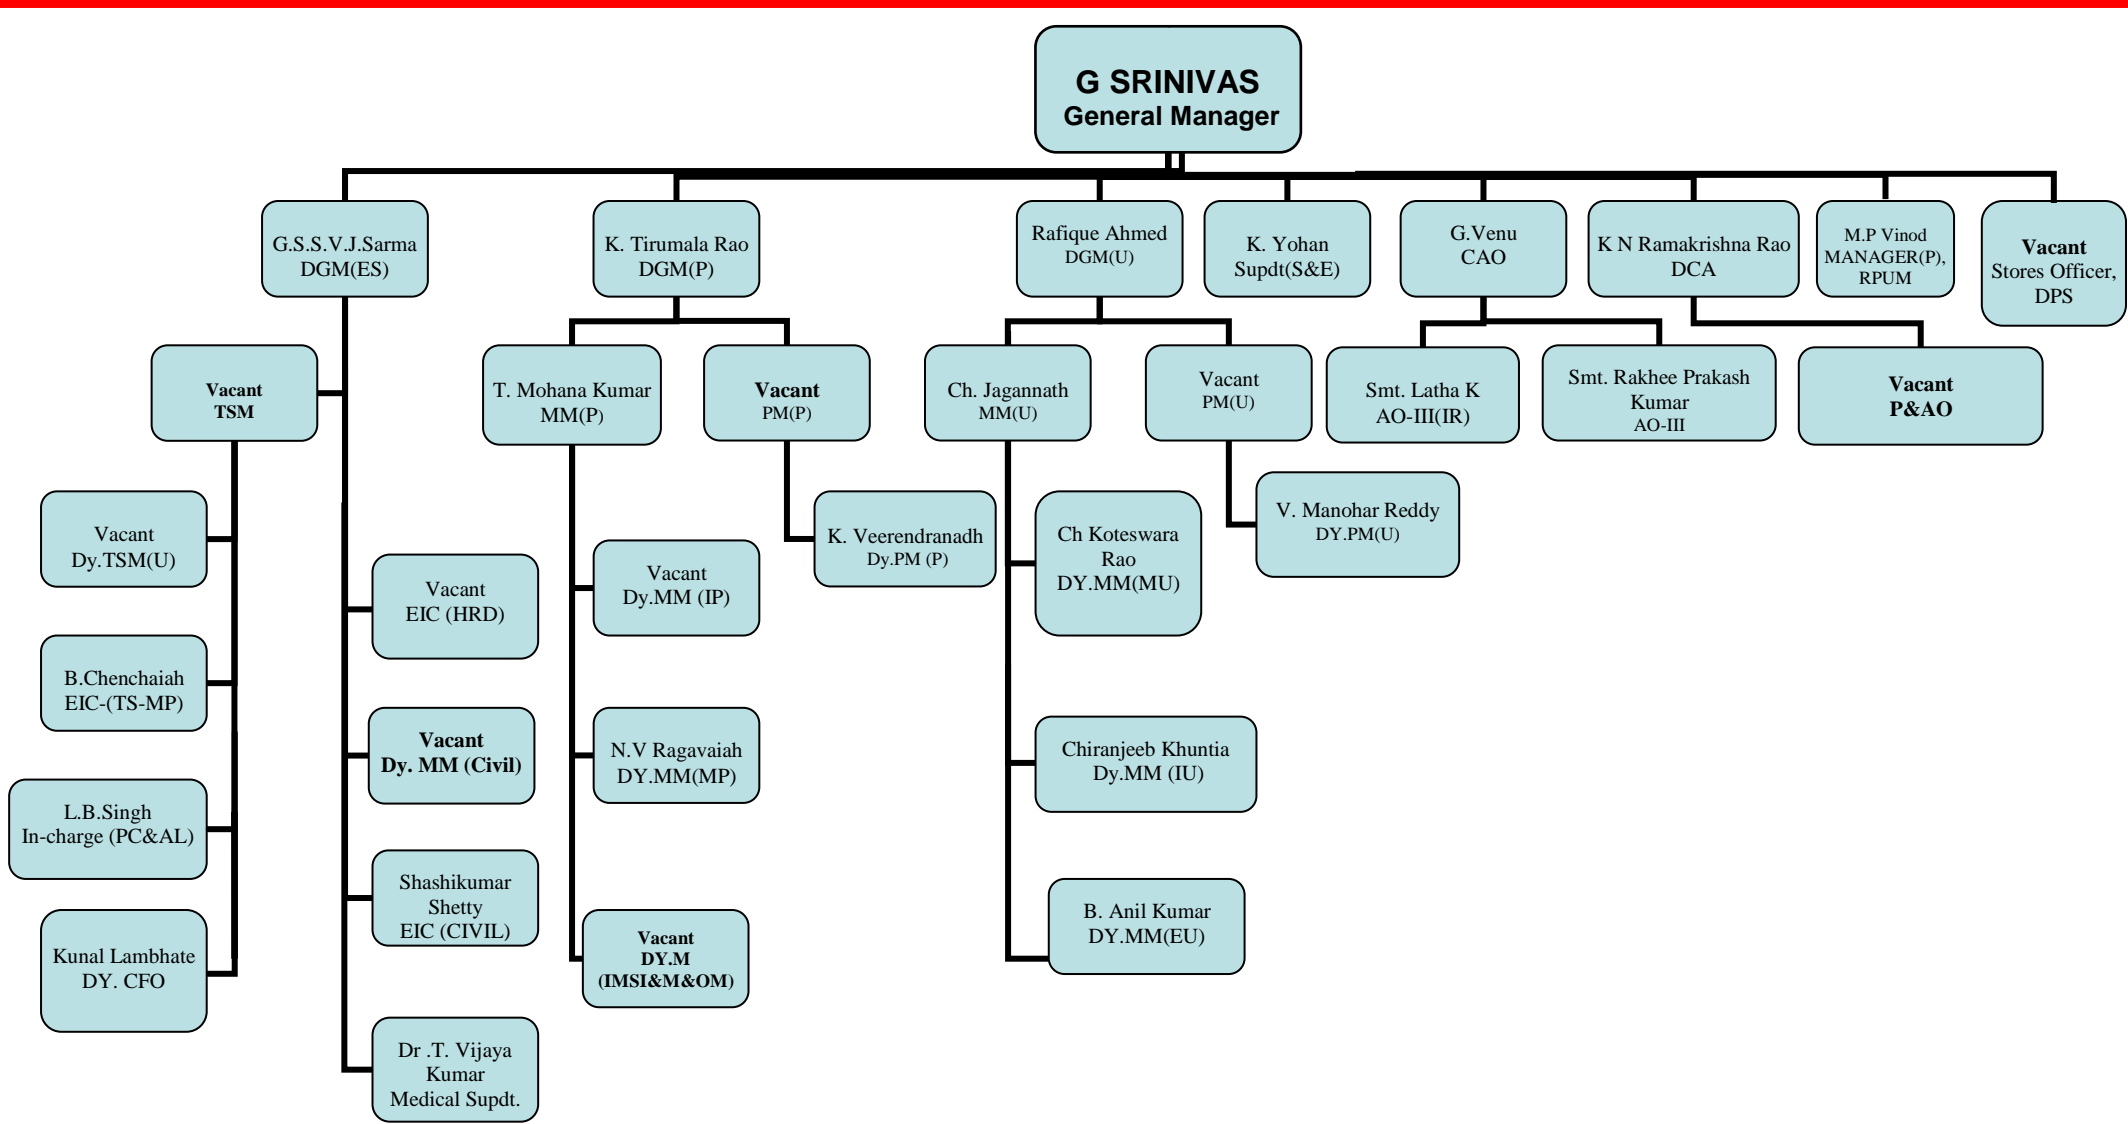 G SRINIVAS
General Manager
G.S.S.V.J.Sarma
DGM(ES)
K. Tirumala Rao
DGM(P)
Rafique Ahmed
DGM(U)
K. Yohan
Supdt(S&E)
G.Venu
CAO
K N Ramakrishna Rao
DCA
M.P Vinod
MANAGER(P),
RPUM
Vacant
Stores Officer,
DPS
Vacant
TSM
T. Mohana Kumar
MM(P)
Vacant
PM(P)
Ch. Jagannath
MM(U)
Vacant
PM(U)
Smt. Latha K
AO-III(IR)
Smt. Rakhee Prakash
Kumar
AO-III
Vacant
P&AO
Vacant
Dy.TSM(U)
K. Veerendranadh
Dy.PM (P)
Ch Koteswara
Rao
DY.MM(MU)
V. Manohar Reddy
DY.PM(U)
Vacant
EIC (HRD)
Vacant
Dy.MM (IP)
B.Chenchaiah
EIC-(TS-MP)
Vacant
Dy. MM (Civil)
N.V Ragavaiah
DY.MM(MP)
Chiranjeeb Khuntia
Dy.MM (IU)
L.B.Singh
In-charge (PC&AL)
Shashikumar
Shetty
EIC (CIVIL)
Vacant
DY.M
(IMSI&M&OM)
B. Anil Kumar
DY.MM(EU)
Kunal Lambhate
DY. CFO
Dr .T. Vijaya
Kumar
Medical Supdt.